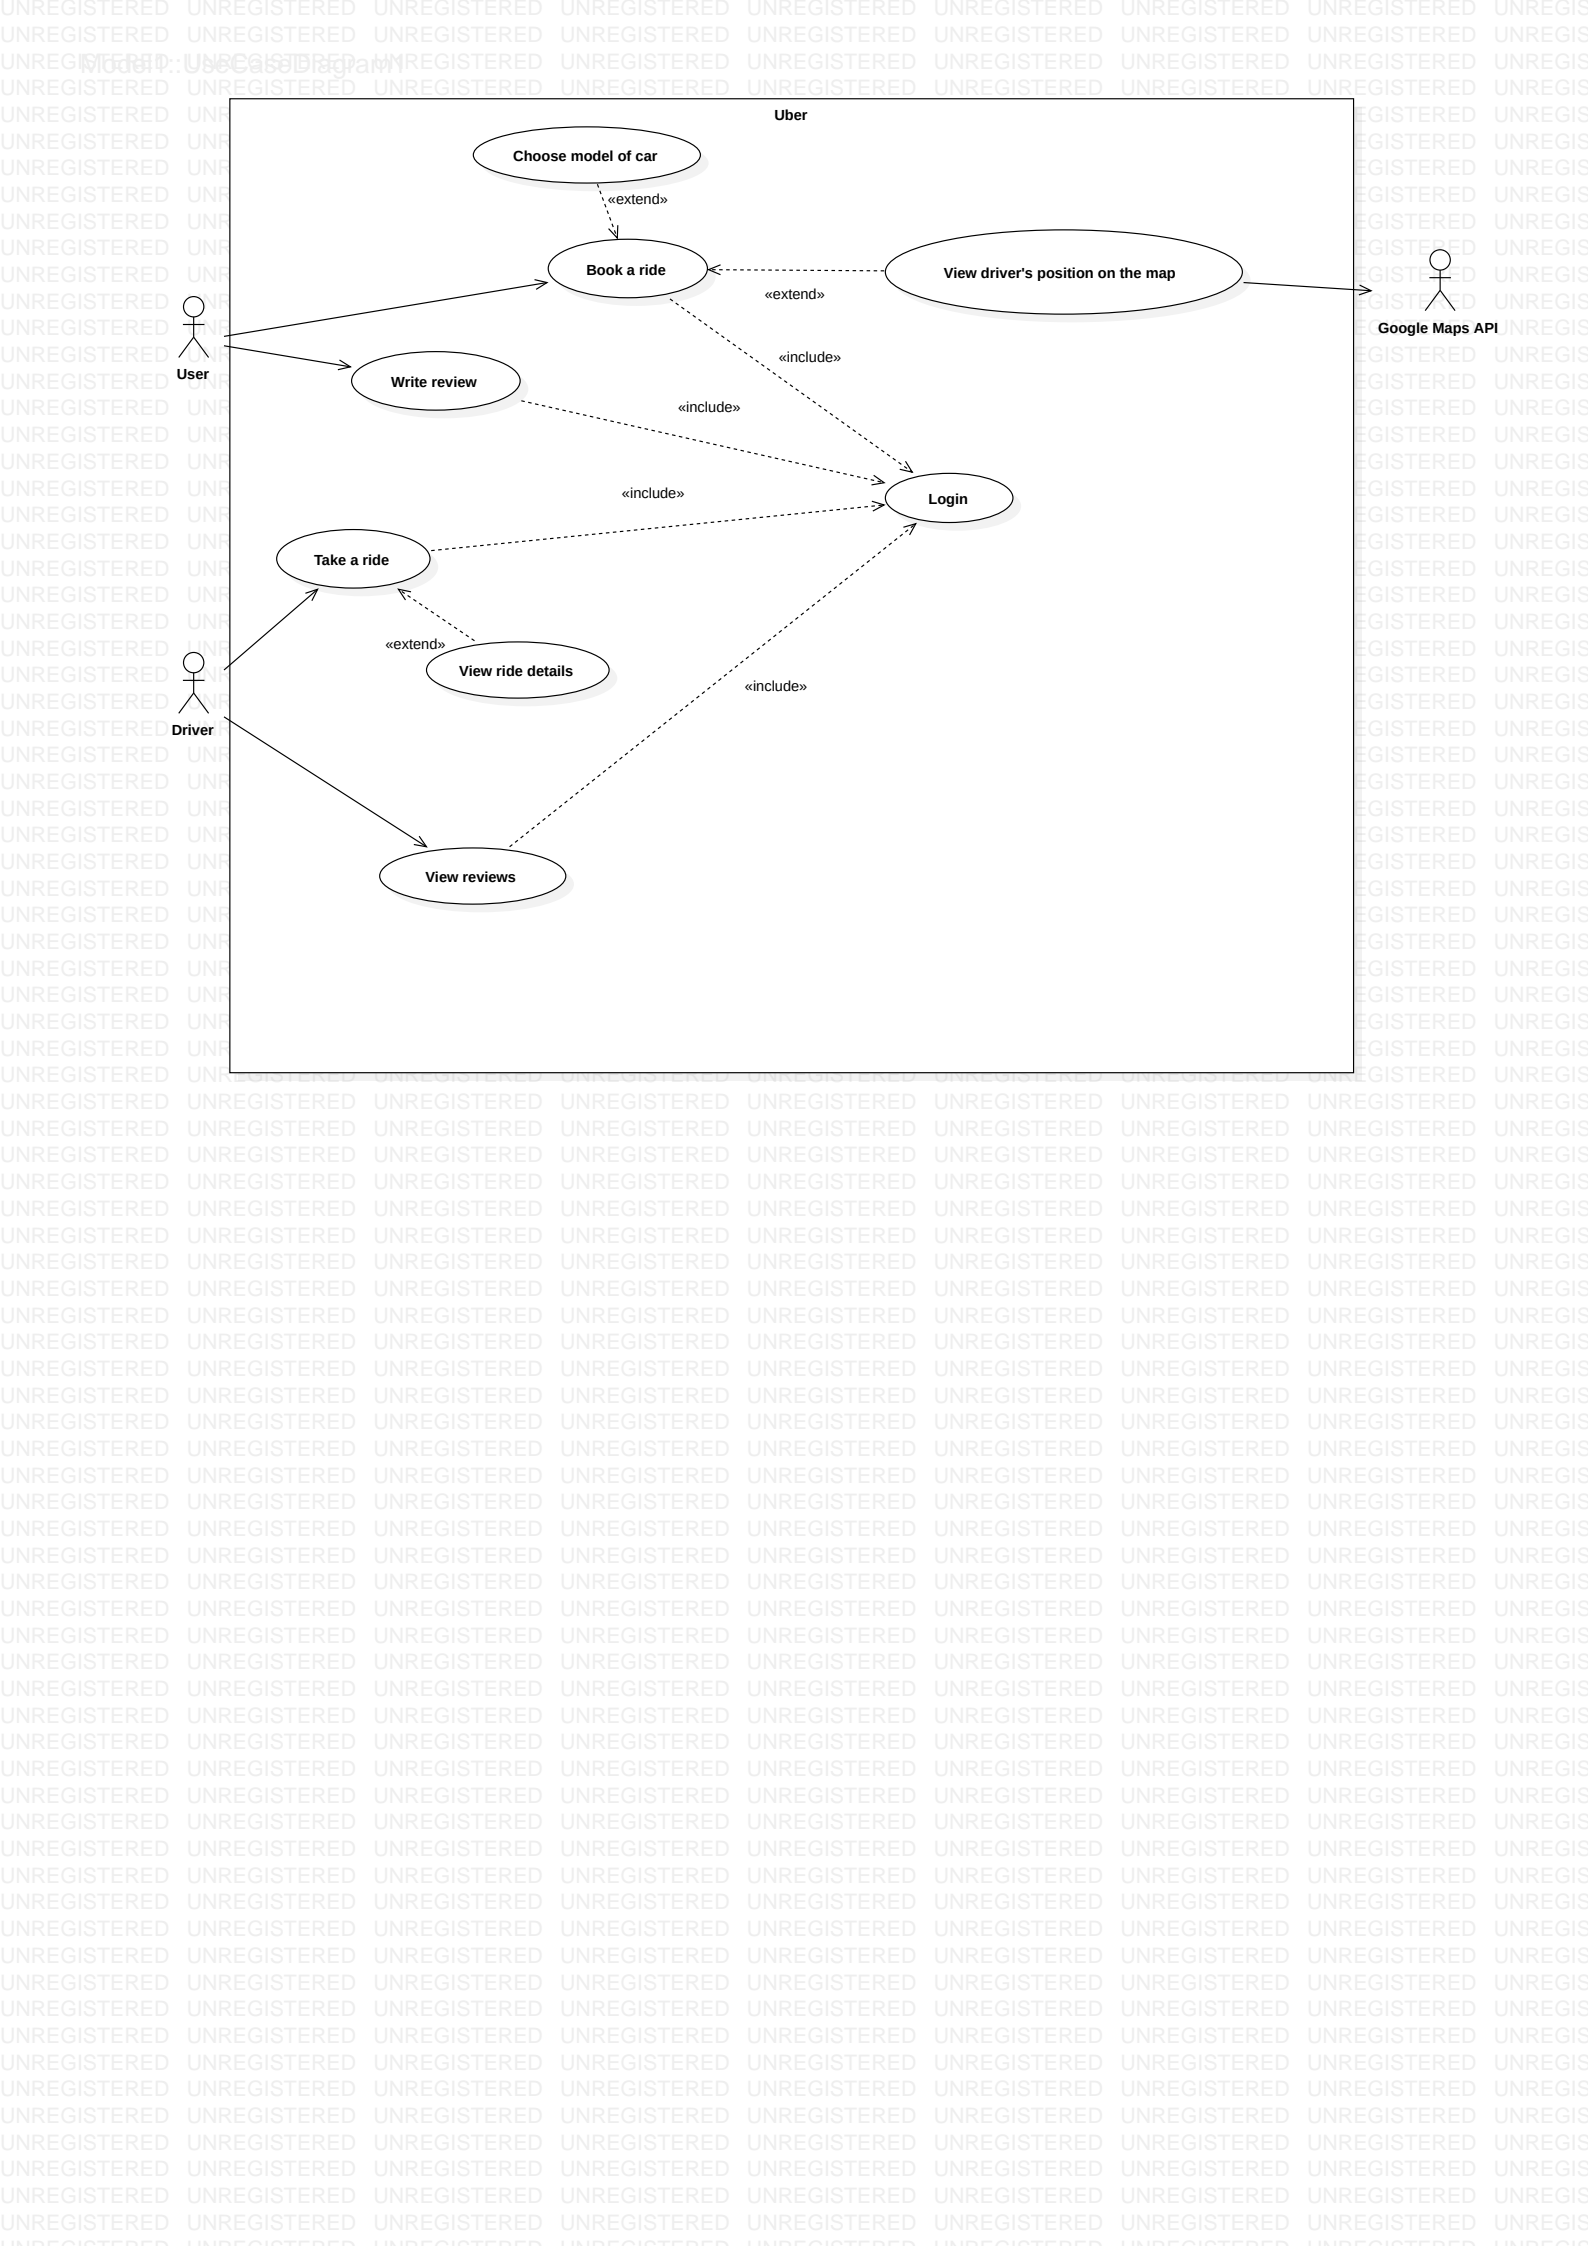 Model1::UseCaseDiagram1
Uber
Choose model of car
«extend»
Book a ride
View driver's position on the map
«extend»
Google Maps API
User
«include»
Write review
«include»
«include»
Login
Take a ride
«extend»
View ride details
«include»
Driver
View reviews
UNREGISTERED